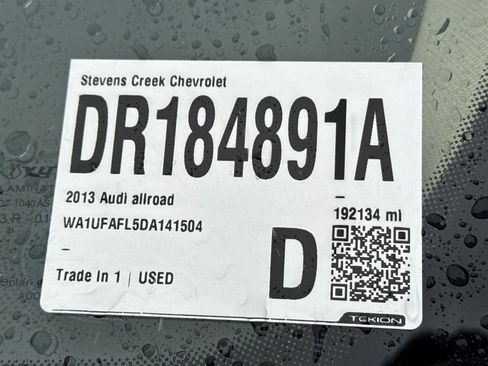 Stevens Creek Chevrolet
DR184891A
2013 Audi allroad
–
WA1UFAFL5DA141504
192134 mi
–
D
Trade In 1 | USED
TEKION